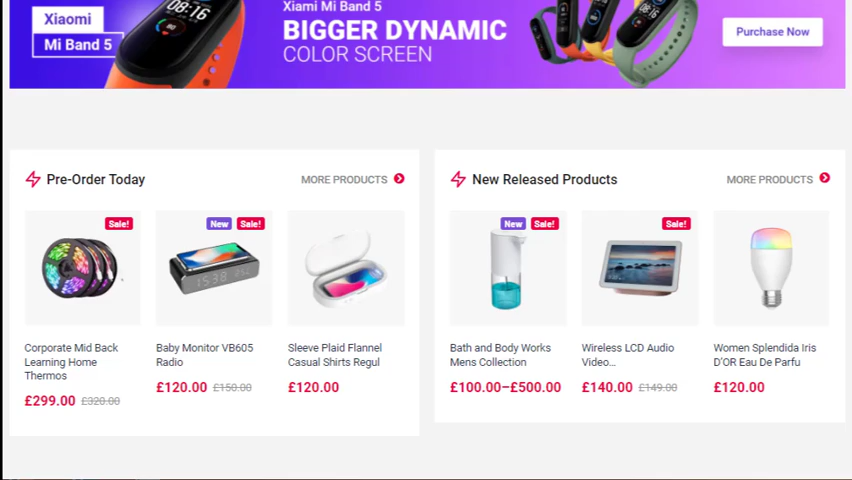 Xiaomi
Mi Band 5
Xiami Mi Band 5
BIGGER DYNAMIC
COLOR SCREEN
08:16
08:16
Purchase Now
Pre-Order Today
MORE PRODUCTS
Sale!
New Sale!
Corporate Mid Back
Learning Home
Thermos
£299.00 £320.00
Baby Monitor VB605
Radio
£120.00 £150.00
Sleeve Plaid Flannel
Casual Shirts Regul
£120.00
New Released Products
MORE PRODUCTS
New Sale!
Sale!
Bath and Body Works
Mens Collection
£100.00–£500.00
Wireless LCD Audio
Video...
£140.00 £149.00
Women Splendida Iris
D'OR Eau De Parfu
£120.00